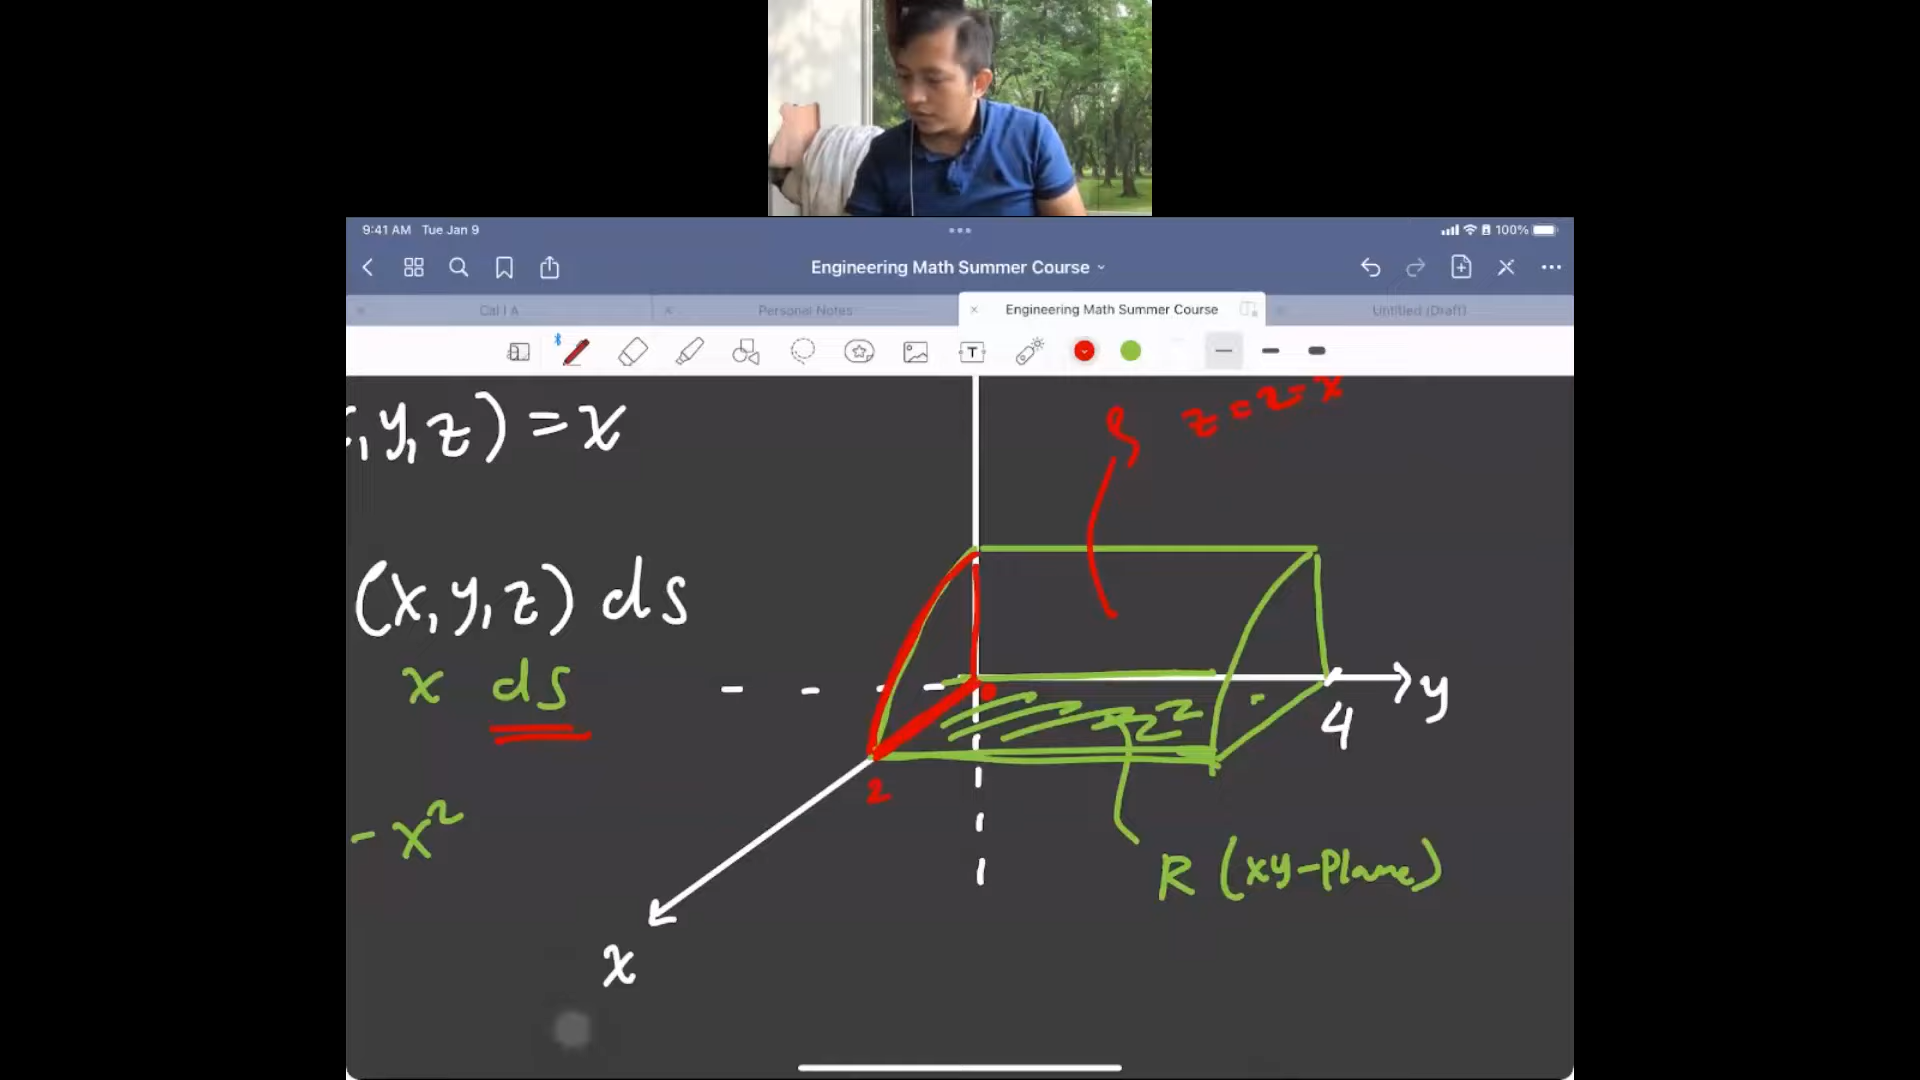 9:41 AM Tue Jan 9
100%
Engineering Math Summer Course
Cal I A
Personal Notes
Engineering Math Summer Course
Untitled (Draft)
T
, y, z) = x
S z = 2 = x
(x, y, z) ds
x ds
y
4
2
- x²
R (xy-Plane)
x